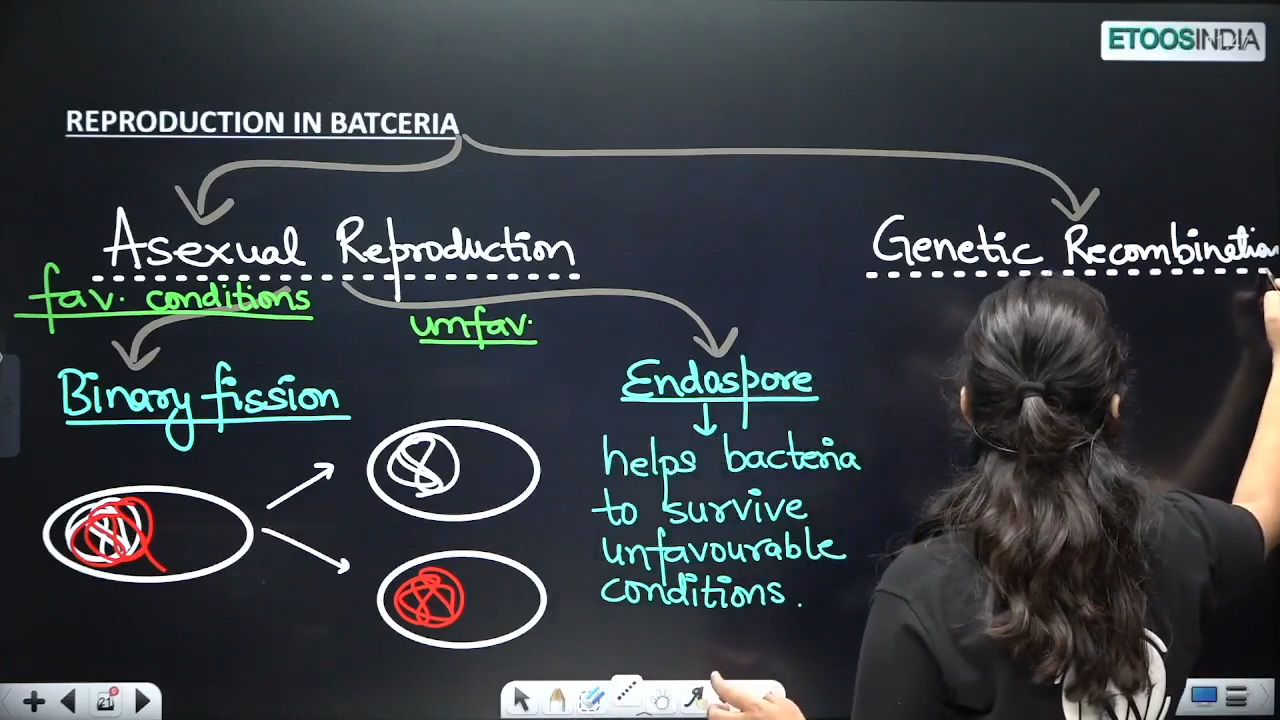 ETOOSINDIA
REPRODUCTION IN BATCERIA
Asexual Reproduction
Genetic Recombination
fav. conditions
unfav.
Binary fission
Endospore
helps bacteria
to survive
unfavourable
conditions.
21